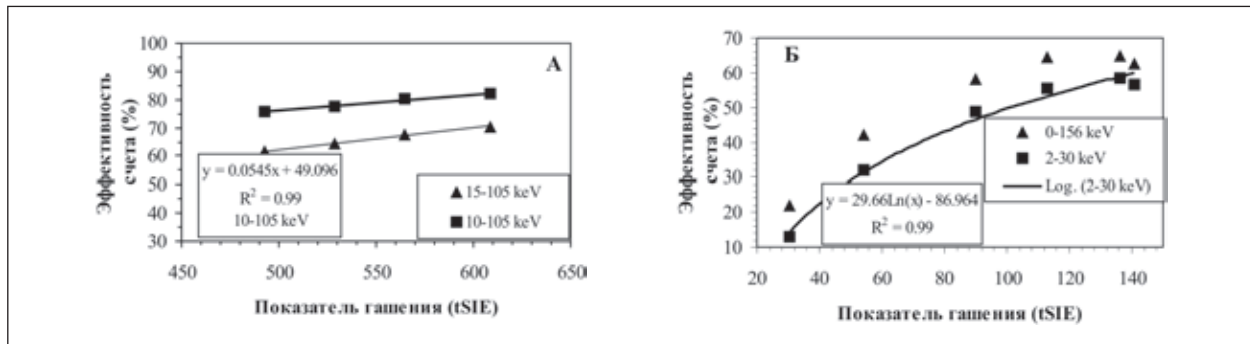 А
Эффективность
счета (%)
100
90
80
70
60
50
40
30
y = 0.0545x + 49.096
R² = 0.99
10-105 keV
15-105 keV
10-105 keV
450
500
550
600
650
Показатель гашения (tSIE)
Б
Эффективность
счета (%)
70
60
50
40
30
20
10
0-156 keV
2-30 keV
Log. (2-30 keV)
y = 29.66Ln(x) - 86.964
R² = 0.99
20
40
60
80
100
120
140
Показатель гашения (tSIE)